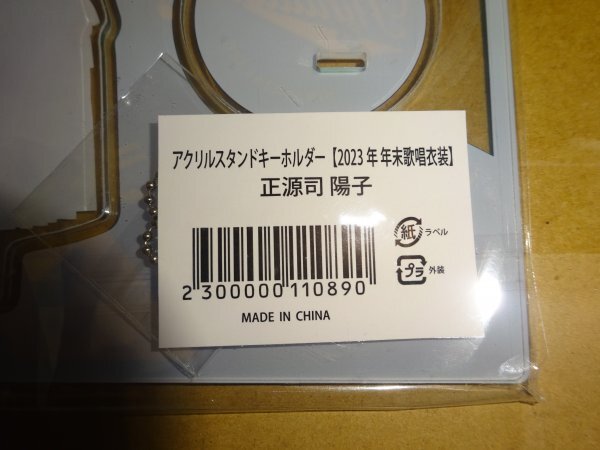 アクリルスタンドキーホルダー【2023年 年末歌唱衣装】
正源司 陽子
紙 ラベル
プラ 外装
2 300000 110890
MADE IN CHINA